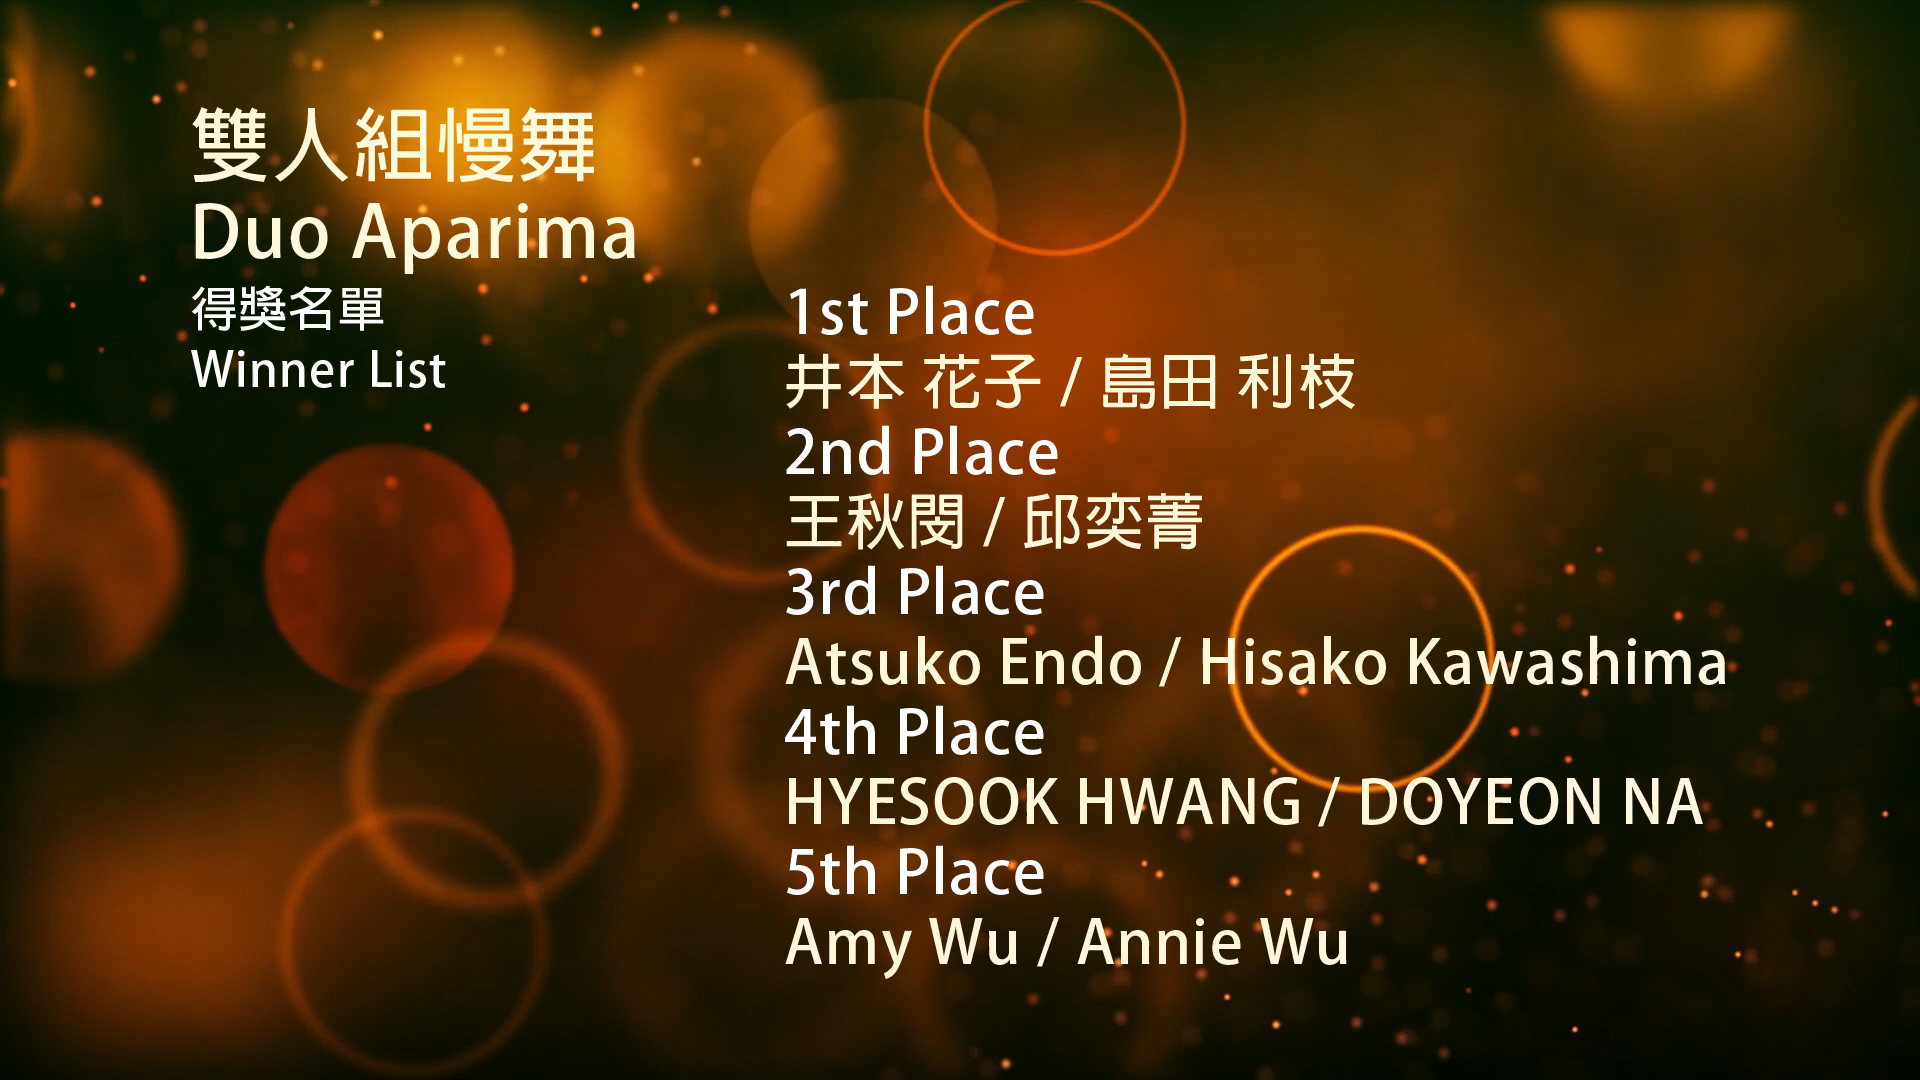 雙人組慢舞
Duo Aparima
得獎名單
Winner List
1st Place
井本 花子 / 島田 利枝
2nd Place
王秋閔 / 邱奕菁
3rd Place
Atsuko Endo / Hisako Kawashima
4th Place
HYESOOK HWANG / DOYEON NA
5th Place
Amy Wu / Annie Wu